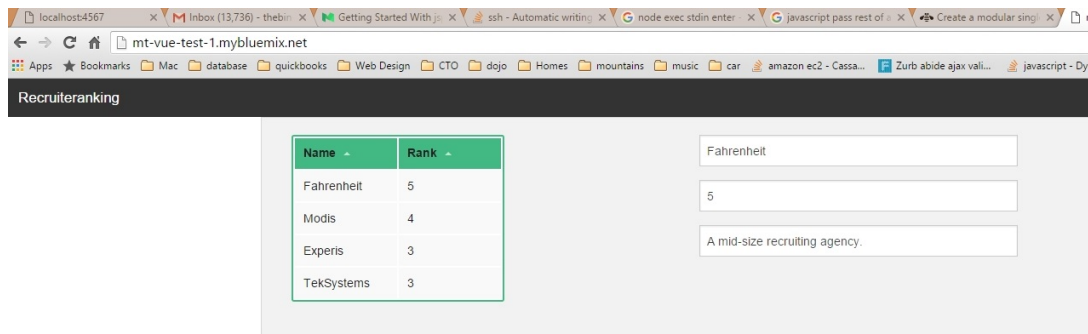 localhost:4567 Inbox (13,736) - thebin Getting Started With js ssh - Automatic writing node exec stdin enter - javascript pass rest of a Create a modular singl
mt-vue-test-1.mybluemix.net
Apps Bookmarks Mac database quickbooks Web Design CTO dojo Homes mountains music car amazon ec2 - Cassa... Zurb abide ajax vali... javascript - Dy
Recruiteranking
Name Rank
Fahrenheit
Fahrenheit 5
5
Modis 4
A mid-size recruiting agency.
Experis 3
TekSystems 3